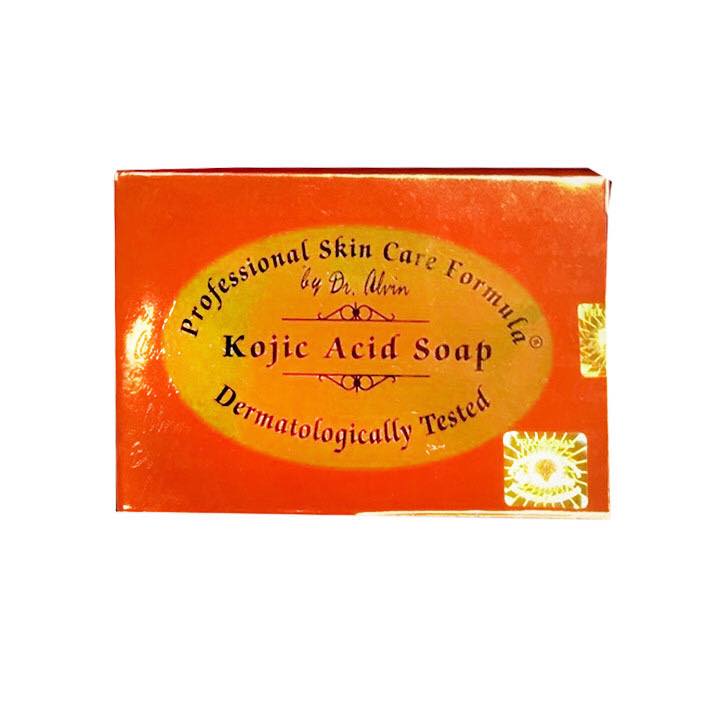 Professional Skin Care Formula®
by Dr. Alvin
Kojic Acid Soap
Dermatologically Tested